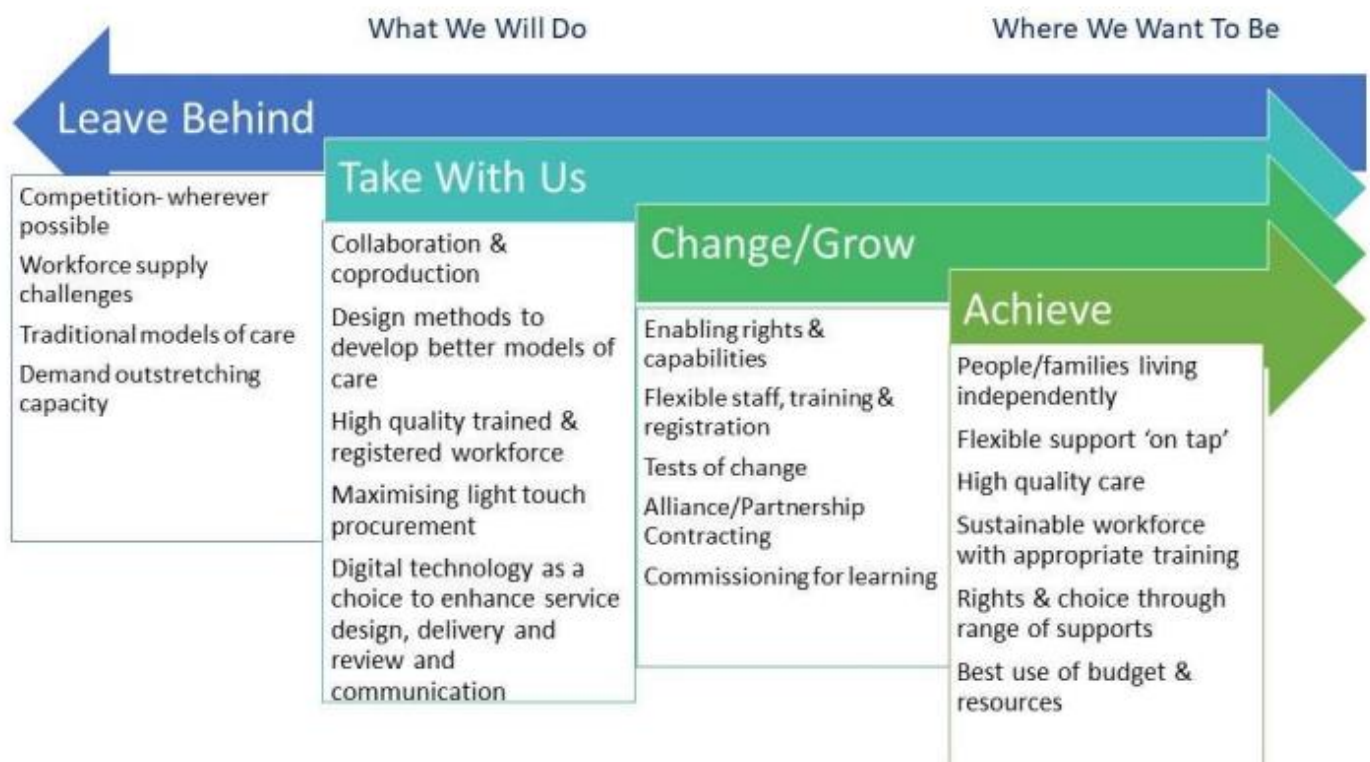 What We Will Do
Where We Want To Be
Leave Behind
Competition- wherever
possible
Workforce supply
challenges
Traditional models of care
Demand outstretching
capacity
Take With Us
Collaboration &
coproduction
Design methods to
develop better models of
care
High quality trained &
registered workforce
Maximising light touch
procurement
Digital technology as a
choice to enhance service
design, delivery and
review and
communication
Change/Grow
Enabling rights &
capabilities
Flexible staff, training &
registration
Tests of change
Alliance/Partnership
Contracting
Commissioning for learning
Achieve
People/families living
independently
Flexible support ‘on tap’
High quality care
Sustainable workforce
with appropriate training
Rights & choice through
range of supports
Best use of budget &
resources